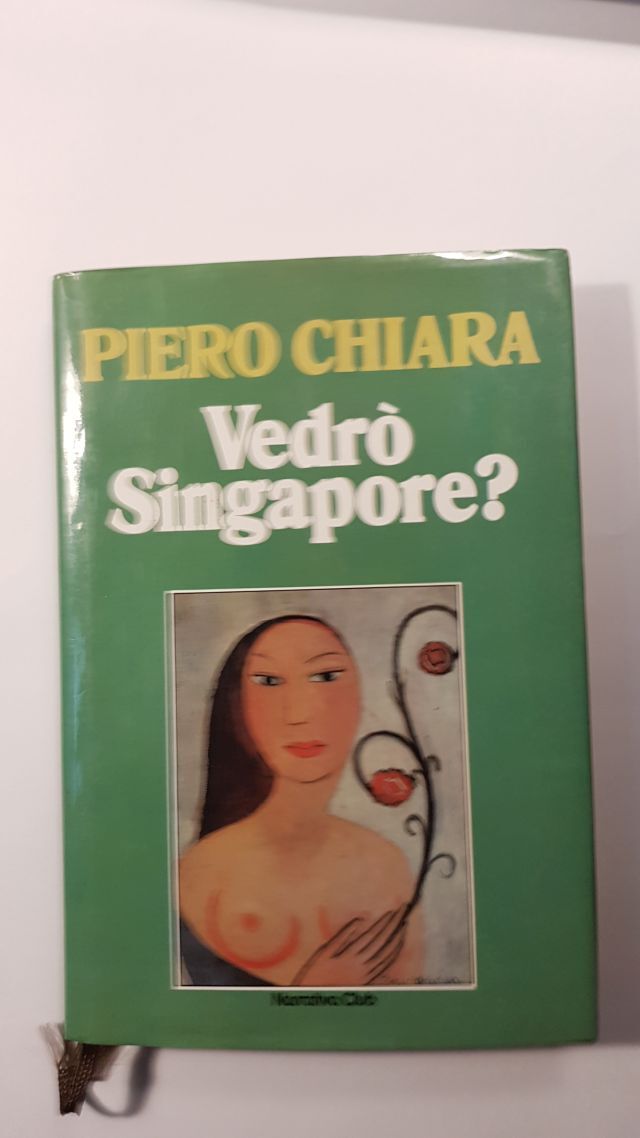 PIERO CHIARA
Vedrò
Singapore?
Narrativa Club